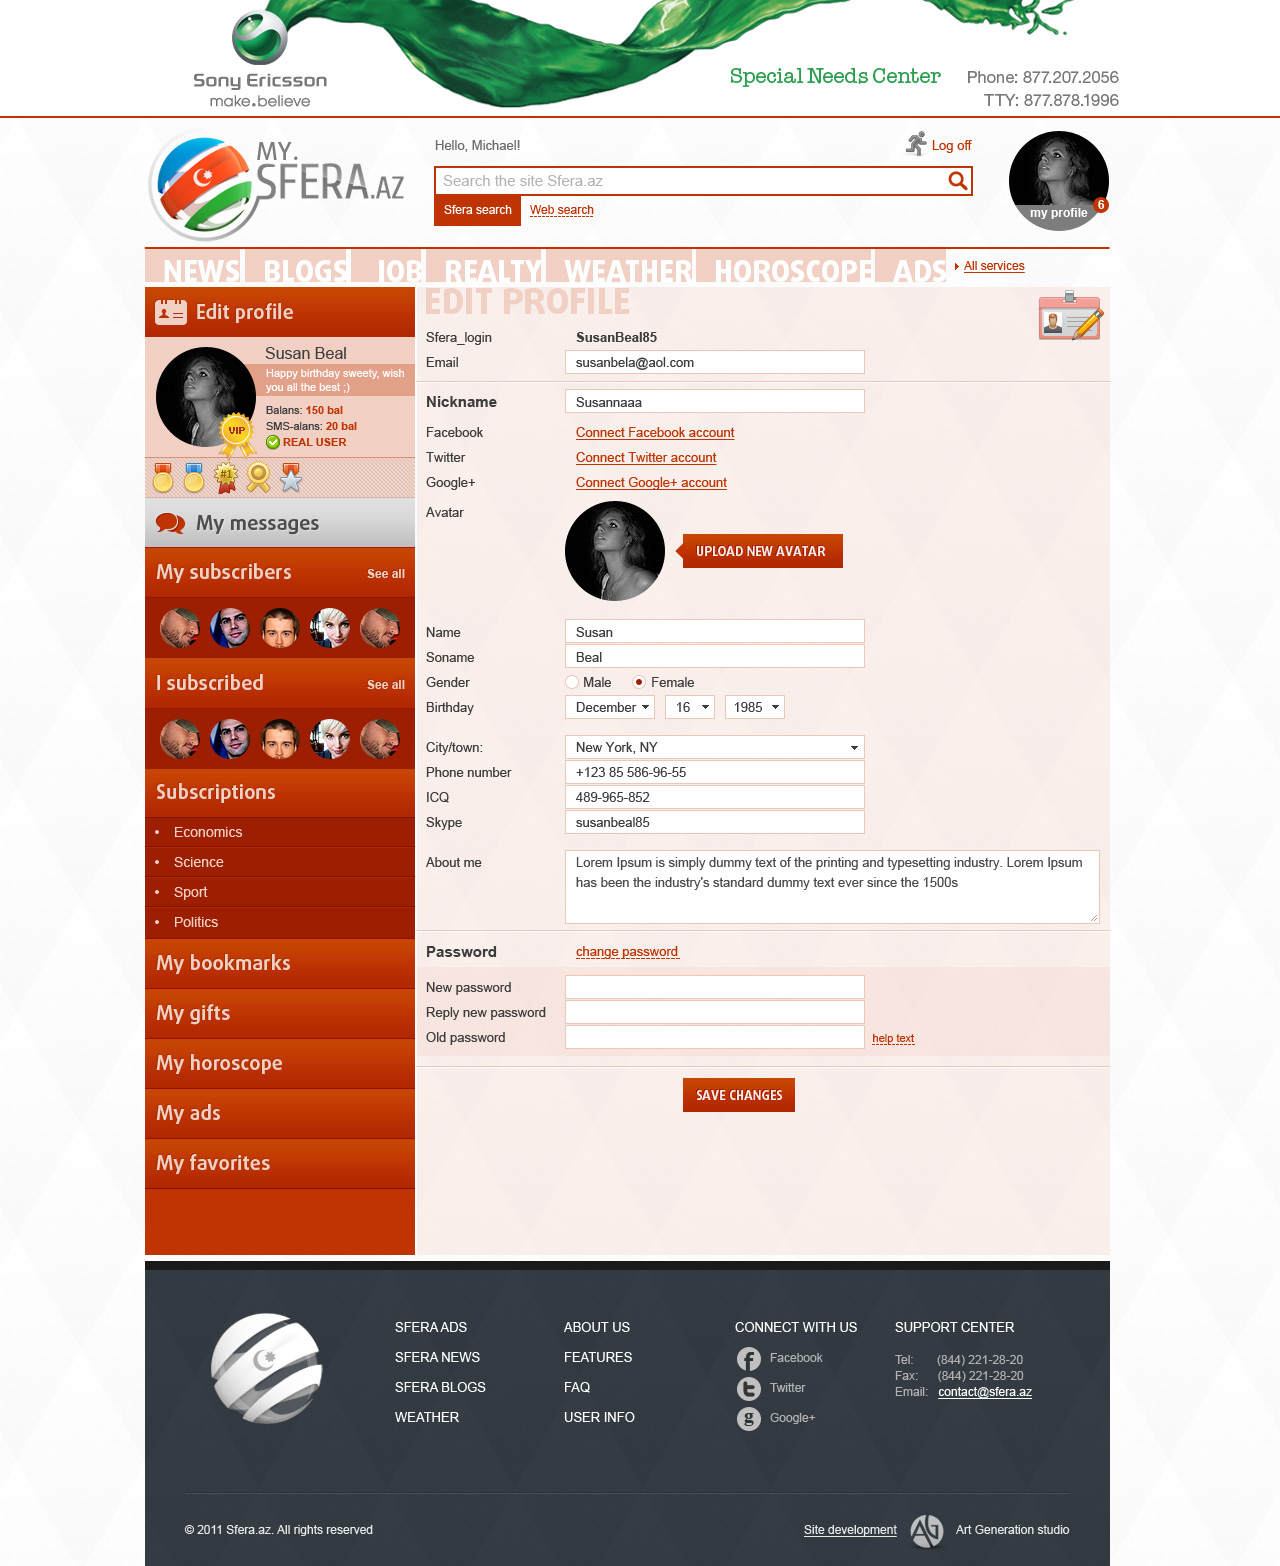 Sony Ericsson
make.believe
Special Needs Center
Phone: 877.207.2056
TTY: 877.878.1996
MY.
SFERA.AZ
Hello, Michael!
Log off
Search the site Sfera.az
Sfera search
Web search
my profile
6
NEWS
BLOGS
JOB
REALTY
WEATHER
HOROSCOPE
ADS
All services
Edit profile
Susan Beal
Happy birthday sweety, wish
you all the best ;)
Balans: 150 bal
SMS-alans: 20 bal
REAL USER
VIP
#1
My messages
My subscribers
See all
I subscribed
See all
Subscriptions
Economics
Science
Sport
Politics
My bookmarks
My gifts
My horoscope
My ads
My favorites
EDIT PROFILE
Sfera_login
SusanBeal85
Email
susanbela@aol.com
Nickname
Susannaaa
Facebook
Connect Facebook account
Twitter
Connect Twitter account
Google+
Connect Google+ account
Avatar
UPLOAD NEW AVATAR
Name
Susan
Soname
Beal
Gender
Male
Female
Birthday
December
16
1985
City/town:
New York, NY
Phone number
+123 85 586-96-55
ICQ
489-965-852
Skype
susanbeal85
About me
Lorem Ipsum is simply dummy text of the printing and typesetting industry. Lorem Ipsum
has been the industry's standard dummy text ever since the 1500s
Password
change password
New password
Reply new password
Old password
help text
SAVE CHANGES
SFERA ADS
SFERA NEWS
SFERA BLOGS
WEATHER
ABOUT US
FEATURES
FAQ
USER INFO
CONNECT WITH US
Facebook
Twitter
Google+
SUPPORT CENTER
Tel: (844) 221-28-20
Fax: (844) 221-28-20
Email: contact@sfera.az
© 2011 Sfera.az. All rights reserved
Site development
AG
Art Generation studio